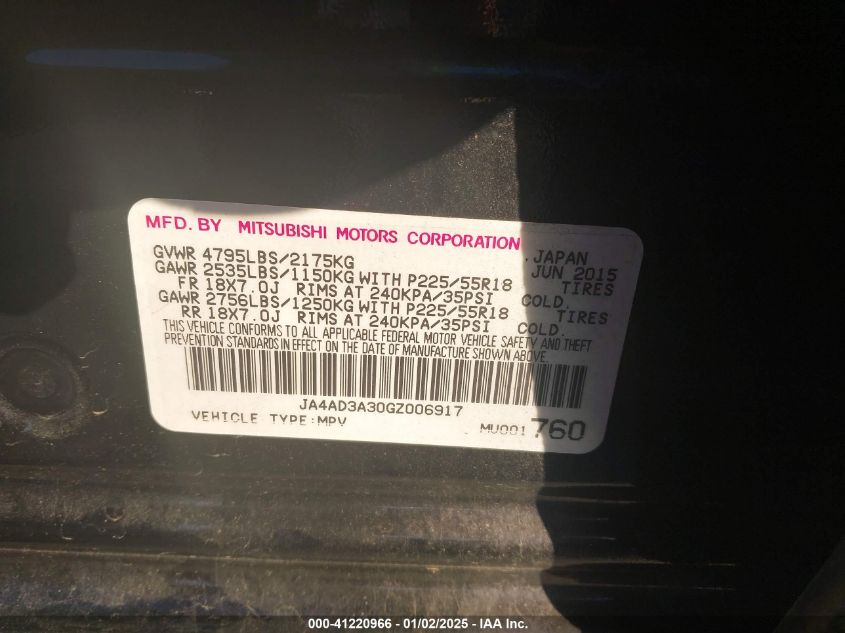 MFD. BY MITSUBISHI MOTORS CORPORATION
GVWR 4795LBS/2175KG . JAPAN
GAWR 2535LBS/1150KG WITH P225/55R18 JUN 2015
FR 18X7.0J RIMS AT 240KPA/35PSI COLD. TIRES
GAWR 2756LBS/1250KG WITH P225/55R18 TIRES
RR 18X7.0J RIMS AT 240KPA/35PSI COLD.
THIS VEHICLE CONFORMS TO ALL APPLICABLE FEDERAL MOTOR VEHICLE SAFETY AND THEFT
PREVENTION STANDARDS IN EFFECT ON THE DATE OF MANUFACTURE SHOWN ABOVE.
JA4AD3A30GZ006917
VEHICLE TYPE:MPV MU001 760
000-41220966 - 01/02/2025 - IAA Inc.